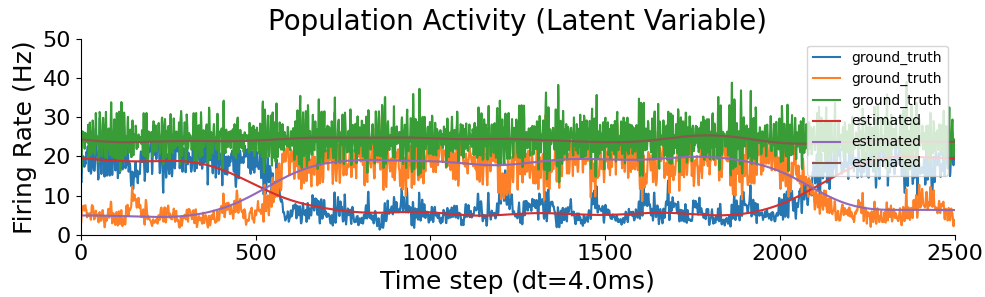 Population Activity (Latent Variable)
Firing Rate (Hz)
50
40
30
20
10
0
ground_truth
ground_truth
ground_truth
estimated
estimated
estimated
0 500 1000 1500 2000 2500
Time step (dt=4.0ms)